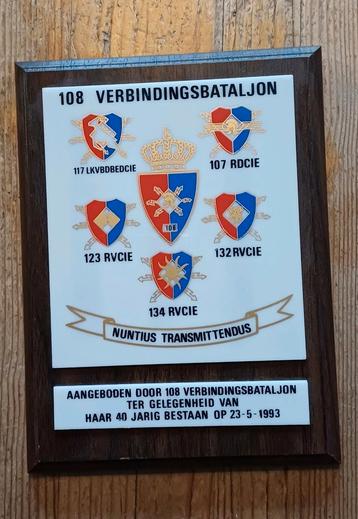 108 VERBINDINGSBATALJON
117 LKVBDBEDCIE
107 RDCIE
108
123 RVCIE
132 RVCIE
134 RVCIE
NUNTIUS TRANSMITTENDUS
AANGEBODEN DOOR 108 VERBINDINGSBATALJON
TER GELEGENHEID VAN
HAAR 40 JARIG BESTAAN OP 23-5-1993